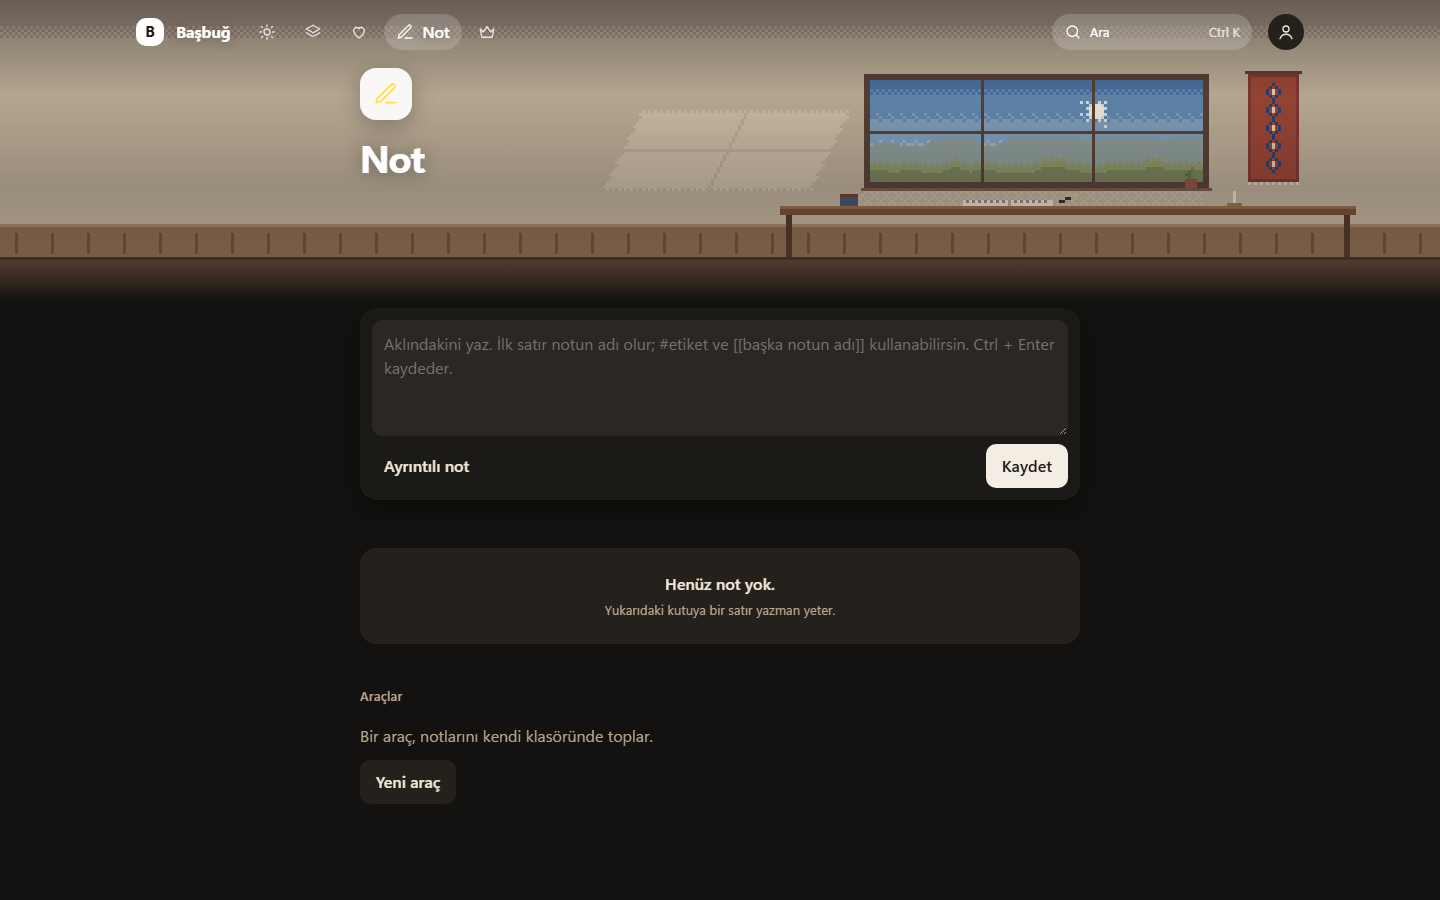 B Başbuğ Not Ara Ctrl K
Not
Aklındakini yaz. İlk satır notun adı olur; #etiket ve [[başka notun adı]] kullanabilirsin. Ctrl + Enter
kaydeder.
Ayrıntılı not Kaydet
Henüz not yok.
Yukarıdaki kutuya bir satır yazman yeter.
Araçlar
Bir araç, notlarını kendi klasöründe toplar.
Yeni araç